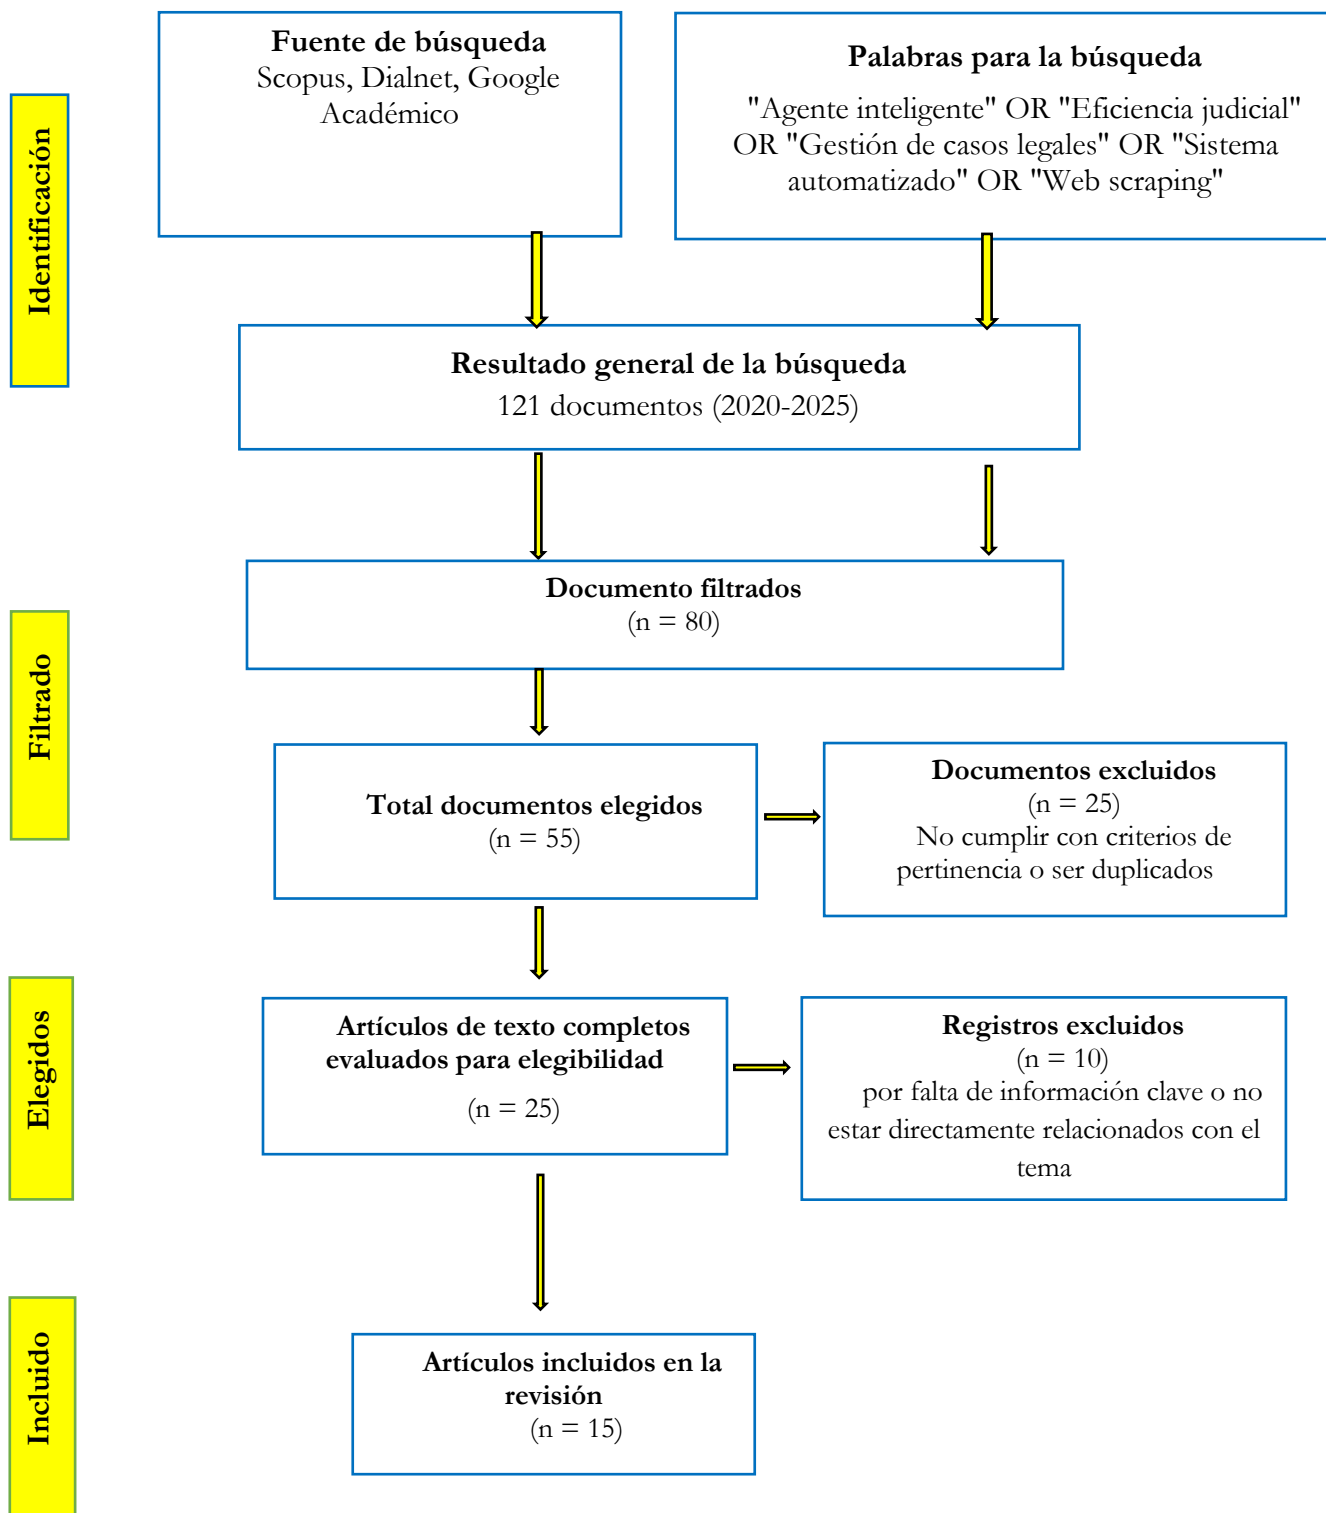 Identificación
Fuente de búsqueda
Scopus, Dialnet, Google
Académico
Palabras para la búsqueda
"Agente inteligente" OR "Eficiencia judicial"
OR "Gestión de casos legales" OR "Sistema
automatizado" OR "Web scraping"
Resultado general de la búsqueda
121 documentos (2020-2025)
Filtrado
Documento filtrados
(n = 80)
Total documentos elegidos
(n = 55)
Documentos excluidos
(n = 25)
No cumplir con criterios de
pertinencia o ser duplicados
Elegidos
Artículos de texto completos
evaluados para elegibilidad
(n = 25)
Registros excluidos
(n = 10)
por falta de información clave o no
estar directamente relacionados con el
tema
Incluido
Artículos incluidos en la
revisión
(n = 15)